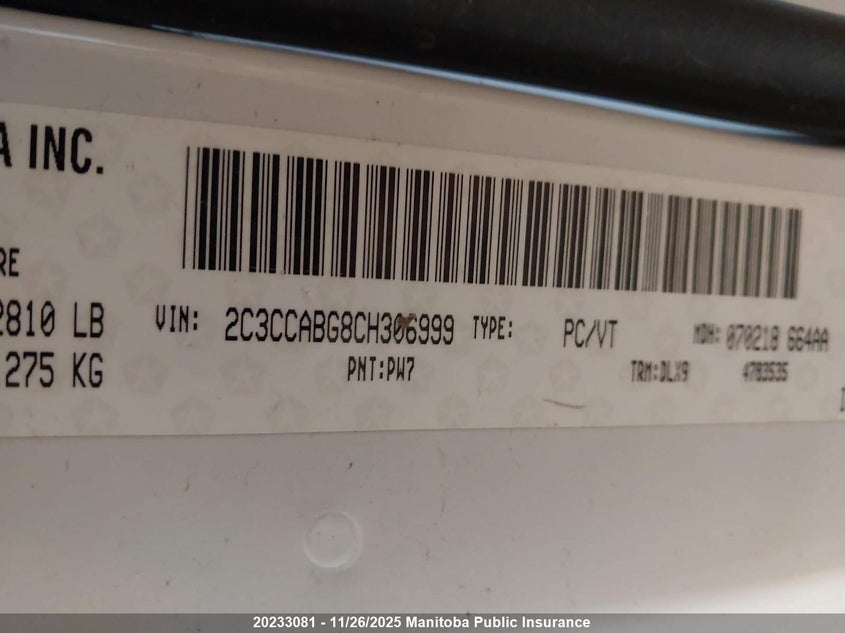 A INC.
RE
2810 LB
275 KG
VIN: 2C3CCABG8CH306999 TYPE: PC/VT MDH: 070218 664AA
PNT:PW7 TRM:DLX9 4783535
20233081 - 11/26/2025 Manitoba Public Insurance